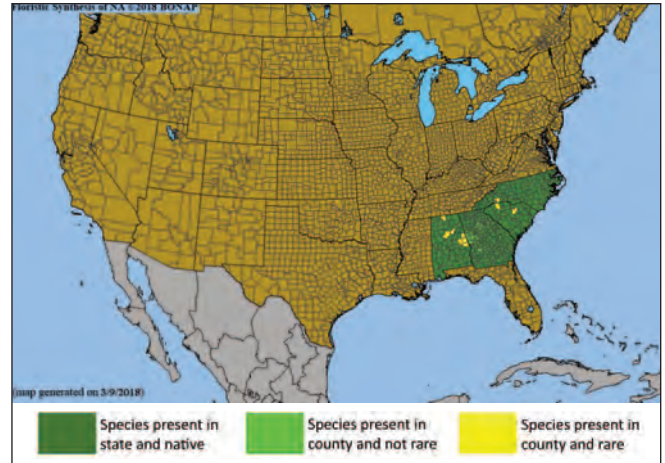 Floristic Synthesis of NA ©2018 BONAP
(map generated on 3/9/2018)
Species present in
state and native
Species present in
county and not rare
Species present in
county and rare